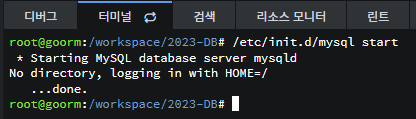 디버그 터미널 검색 리소스 모니터 린트
root@goorm:/workspace/2023-DB# /etc/init.d/mysql start
 * Starting MySQL database server mysqld
No directory, logging in with HOME=/
   ...done.
root@goorm:/workspace/2023-DB#